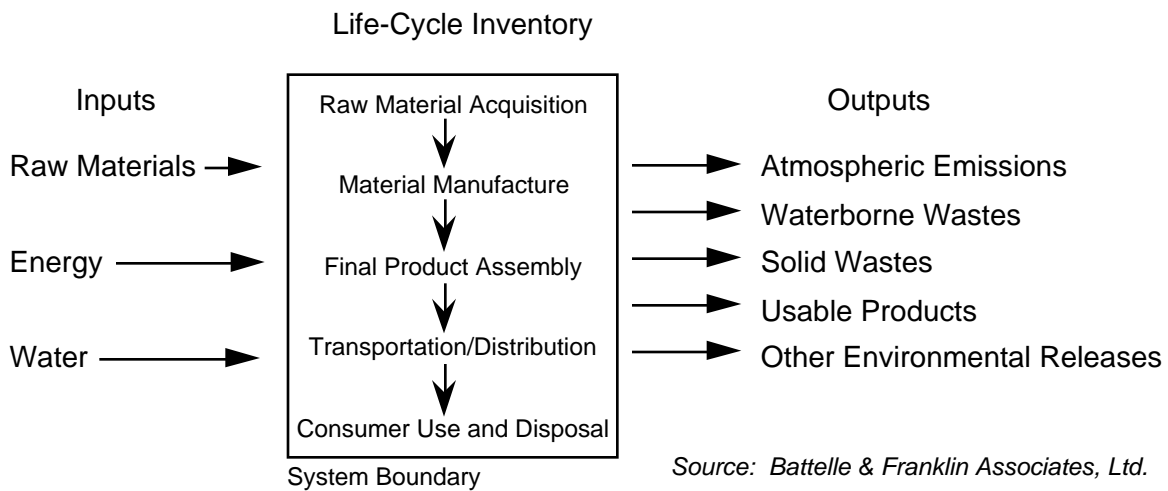 Life-Cycle Inventory
Inputs
Raw Materials
Energy
Water
Raw Material Acquisition
Material Manufacture
Final Product Assembly
Transportation/Distribution
Consumer Use and Disposal
System Boundary
Outputs
Atmospheric Emissions
Waterborne Wastes
Solid Wastes
Usable Products
Other Environmental Releases
Source: Battelle & Franklin Associates, Ltd.